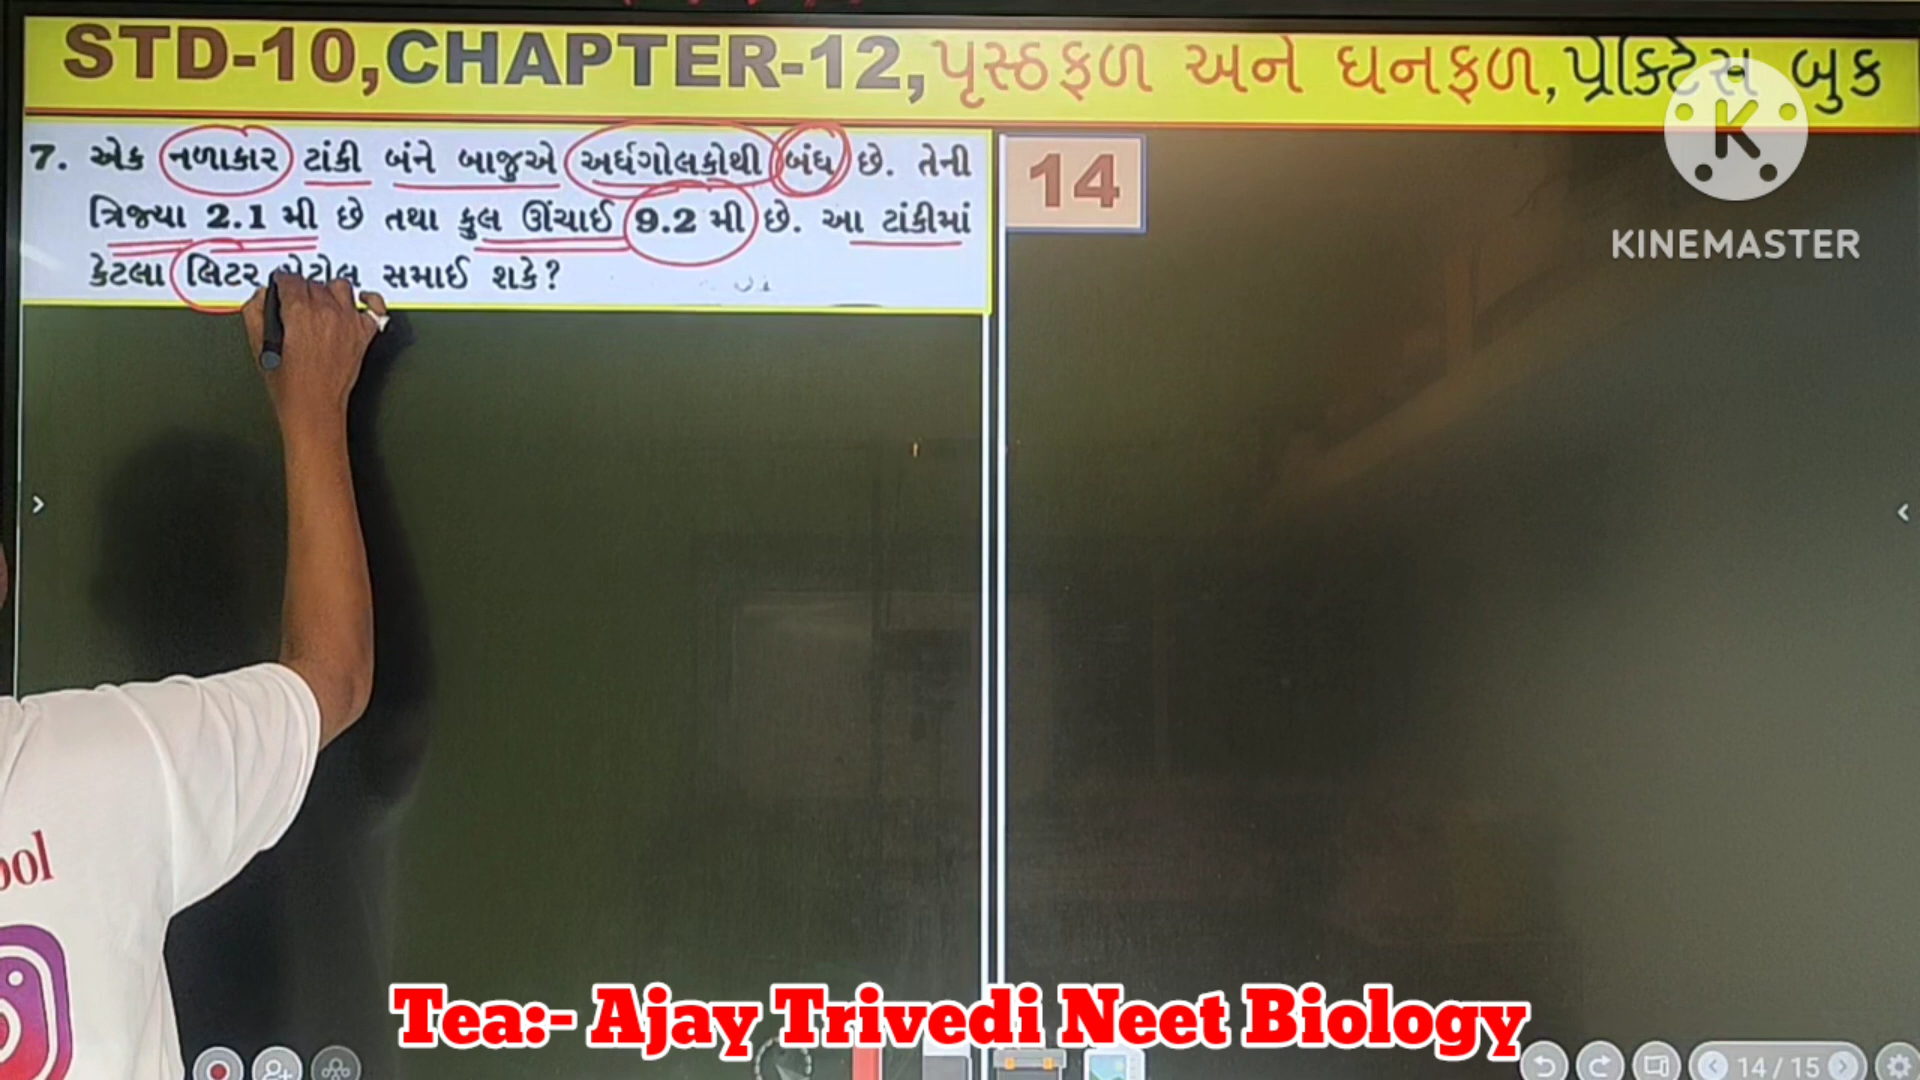 STD-10,CHAPTER-12,પૃસ્ઠફળ અને ઘનફળ,પ્રેક્ટિસ બુક
7. એક નળાકાર ટાંકી બંને બાજુએ અર્ધગોલકોથી બંધ છે. તેની
ત્રિજ્યા 2.1 મી છે તથા કુલ ઊંચાઈ 9.2 મી છે. આ ટાંકીમાં
કેટલા લિટર પેટ્રોલ સમાઈ શકે?
14
K
KINEMASTER
Tea:- Ajay Trivedi Neet Biology
14 / 15